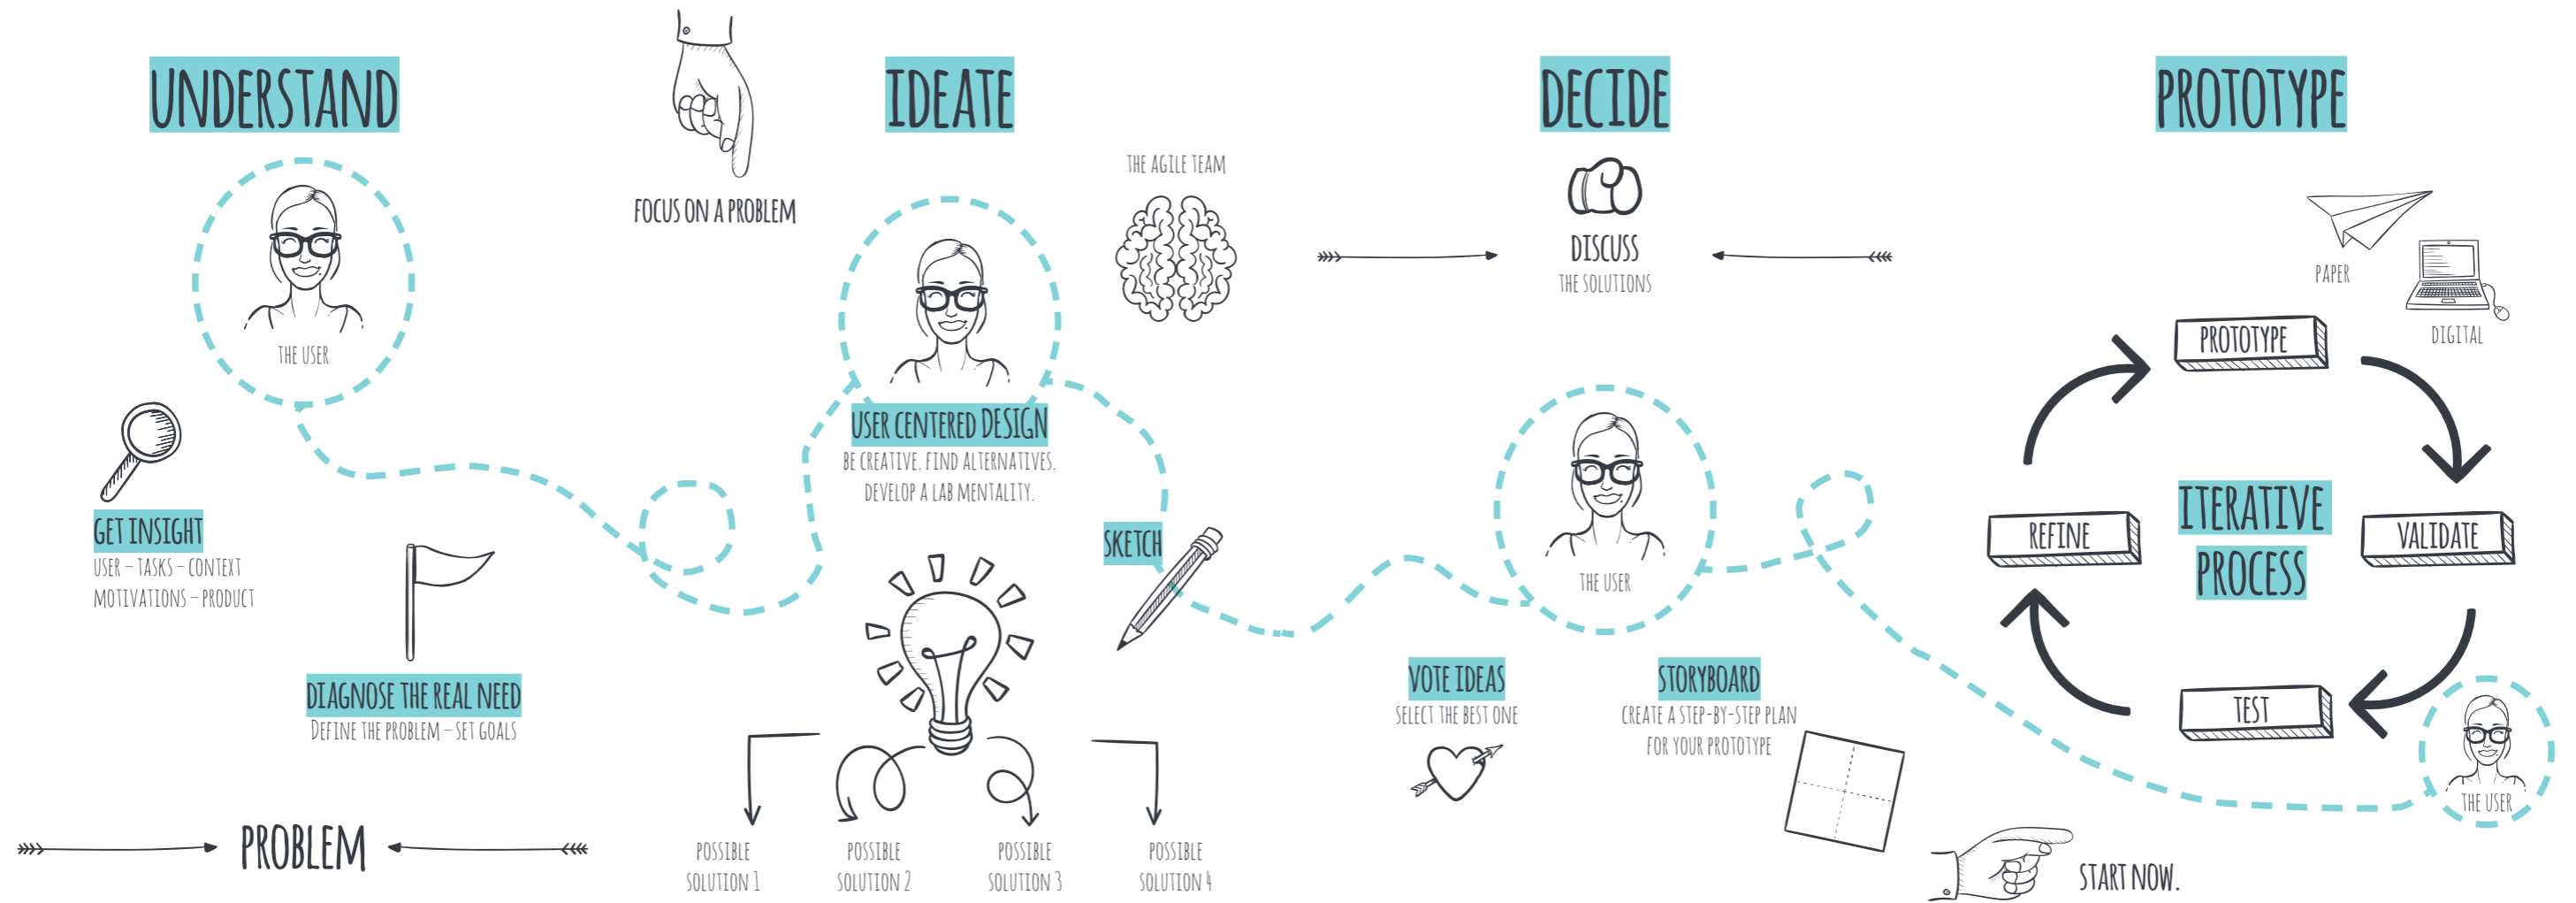 UNDERSTAND
THE USER
GET INSIGHT
USER – TASKS – CONTEXT
MOTIVATIONS – PRODUCT
DIAGNOSE THE REAL NEED
DEFINE THE PROBLEM – SET GOALS
PROBLEM
FOCUS ON A PROBLEM
IDEATE
THE AGILE TEAM
USER CENTERED DESIGN
BE CREATIVE. FIND ALTERNATIVES.
DEVELOP A LAB MENTALITY.
SKETCH
POSSIBLE
SOLUTION 1
POSSIBLE
SOLUTION 2
POSSIBLE
SOLUTION 3
POSSIBLE
SOLUTION 4
DECIDE
DISCUSS
THE SOLUTIONS
THE USER
VOTE IDEAS
SELECT THE BEST ONE
STORYBOARD
CREATE A STEP-BY-STEP PLAN
FOR YOUR PROTOTYPE
PROTOTYPE
PAPER
DIGITAL
PROTOTYPE
REFINE
ITERATIVE
PROCESS
VALIDATE
TEST
THE USER
START NOW.